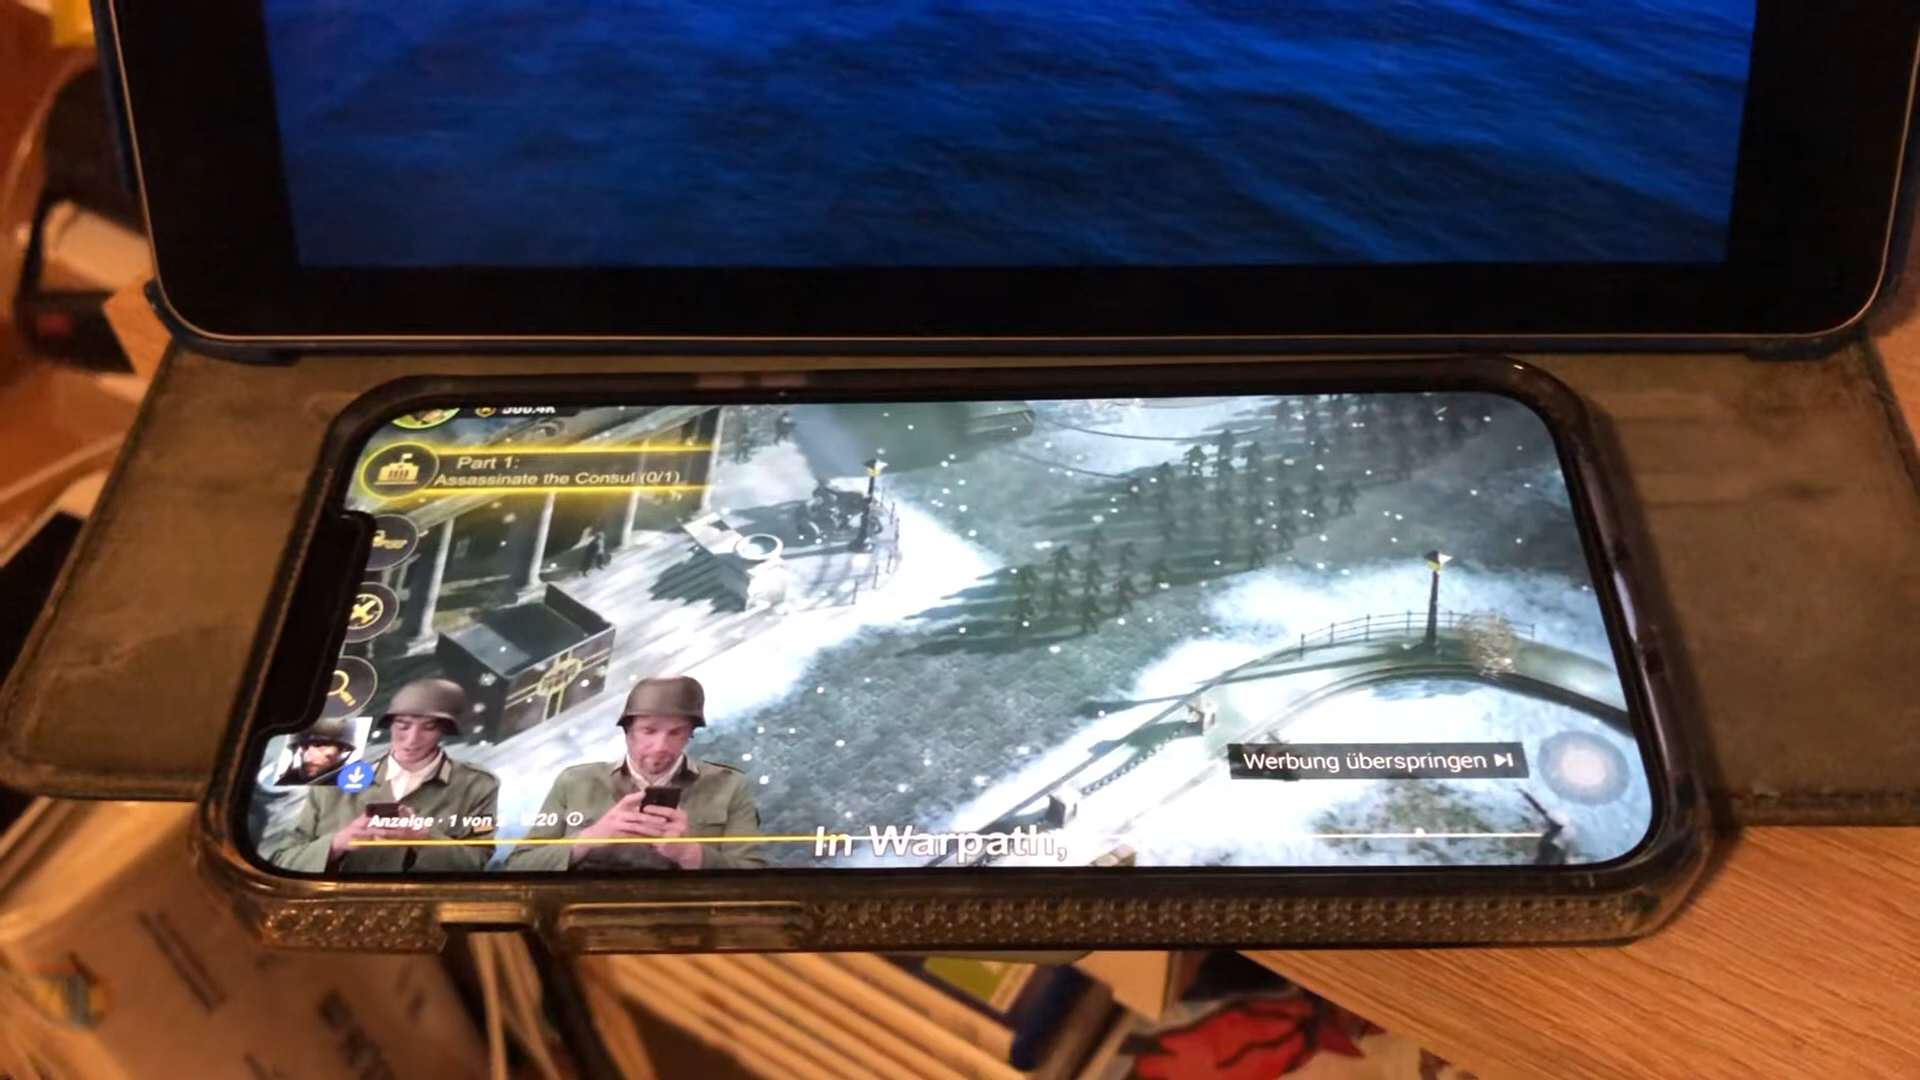 Part 1:
Assassinate the Consul (0/1)
Werbung überspringen
Anzeige · 1 von
In Warpath,